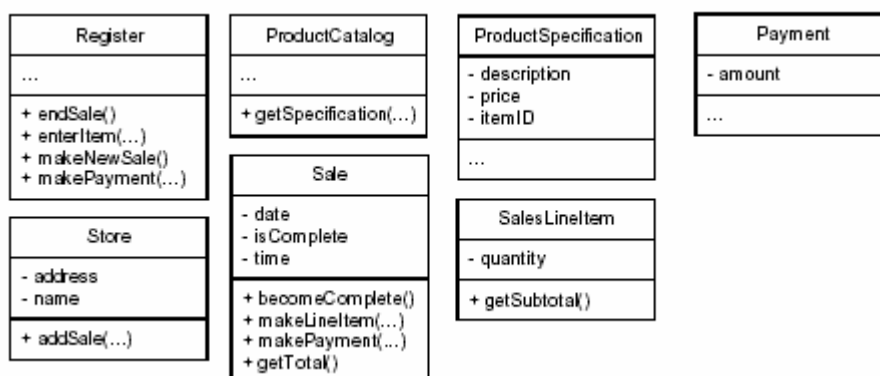 Register
...
+ endSale()
+ enterItem(...)
+ makeNewSale()
+ makePayment(...)
ProductCatalog
...
+ getSpecification(...)
ProductSpecification
- description
- price
- itemID
...
Payment
- amount
...
Store
- address
- name
+ addSale(...)
Sale
- date
- isComplete
- time
+ becomeComplete()
+ makeLineItem(...)
+ makePayment(...)
+ getTotal()
SalesLineItem
- quantity
+ getSubtotal()